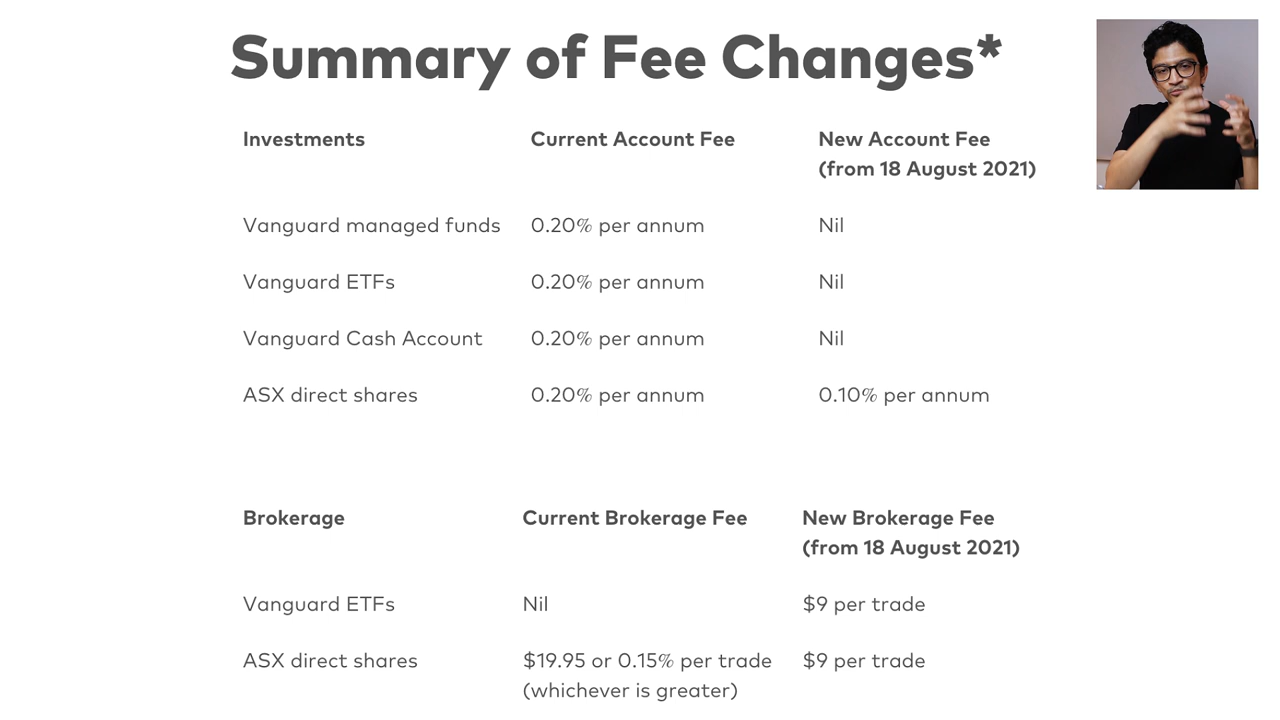 Summary of Fee Changes*
Investments Current Account Fee New Account Fee
(from 18 August 2021)
Vanguard managed funds 0.20% per annum Nil
Vanguard ETFs 0.20% per annum Nil
Vanguard Cash Account 0.20% per annum Nil
ASX direct shares 0.20% per annum 0.10% per annum
Brokerage Current Brokerage Fee New Brokerage Fee
(from 18 August 2021)
Vanguard ETFs Nil $9 per trade
ASX direct shares $19.95 or 0.15% per trade $9 per trade
(whichever is greater)